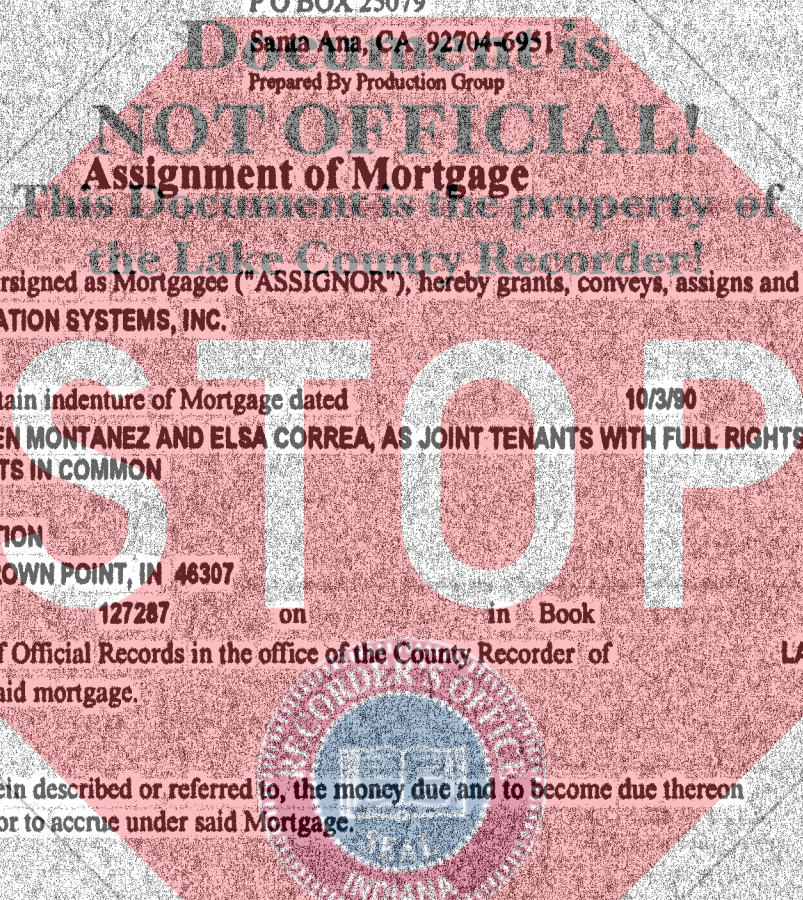 P O BOX 25079
Santa Ana, CA 92704-6951
Document is
Prepared By Production Group
NOT OFFICIAL!
Assignment of Mortgage
This Document is the property of
the Lake County Recorder!
rsigned as Mortgagee ("ASSIGNOR"), hereby grants, conveys, assigns and
ATION SYSTEMS, INC.
STOP
tain indenture of Mortgage dated 10/3/90
EN MONTANEZ AND ELSA CORREA, AS JOINT TENANTS WITH FULL RIGHTS
TS IN COMMON
TION
OWN POINT, IN 46307
127287 on in Book
f Official Records in the office of the County Recorder of LA
aid mortgage.
RECORDER'S OFFICE
ein described or referred to, the money due and to become due thereon
or to accrue under said Mortgage.
SEAL
INDIANA